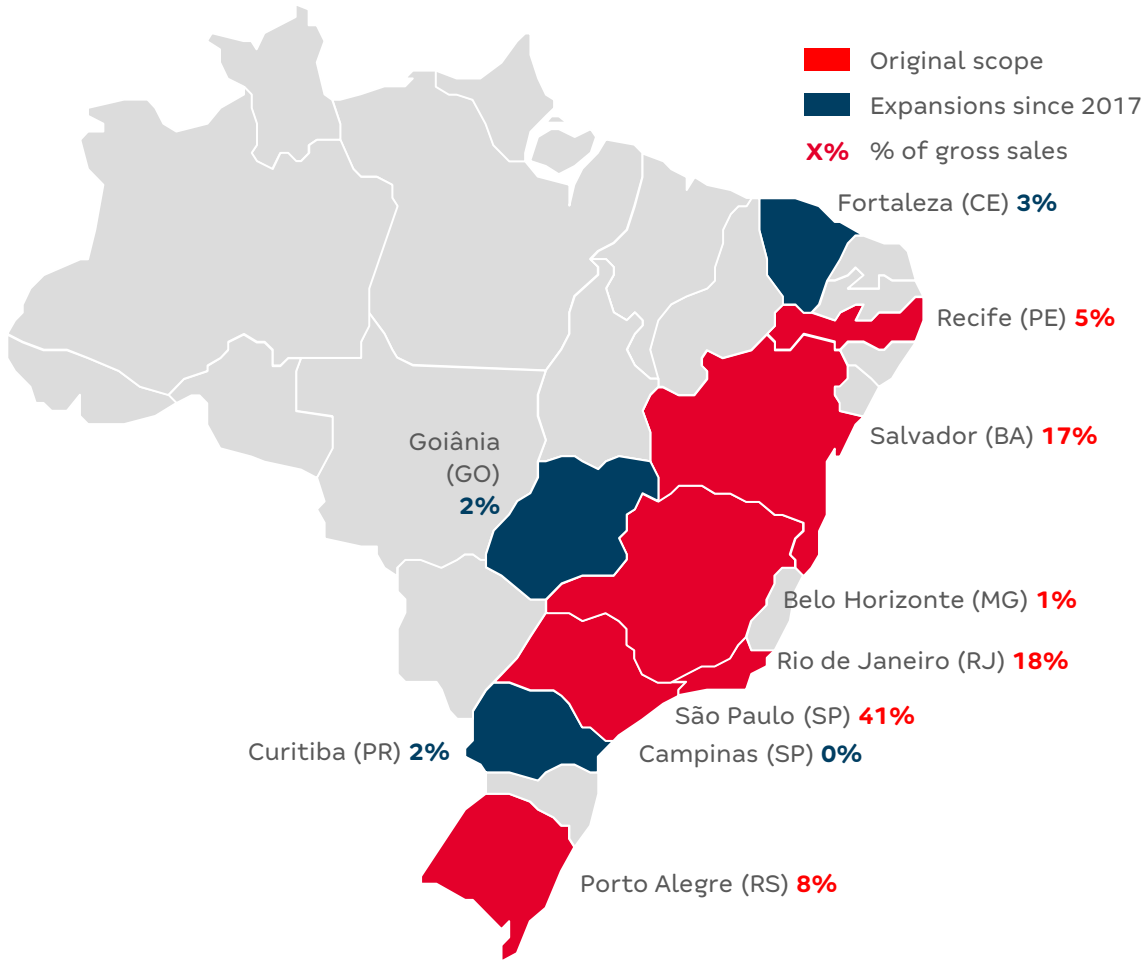 Original scope
Expansions since 2017
X% % of gross sales
Fortaleza (CE) 3%
Recife (PE) 5%
Goiânia
(GO)
2%
Salvador (BA) 17%
Belo Horizonte (MG) 1%
Rio de Janeiro (RJ) 18%
São Paulo (SP) 41%
Curitiba (PR) 2%
Campinas (SP) 0%
Porto Alegre (RS) 8%